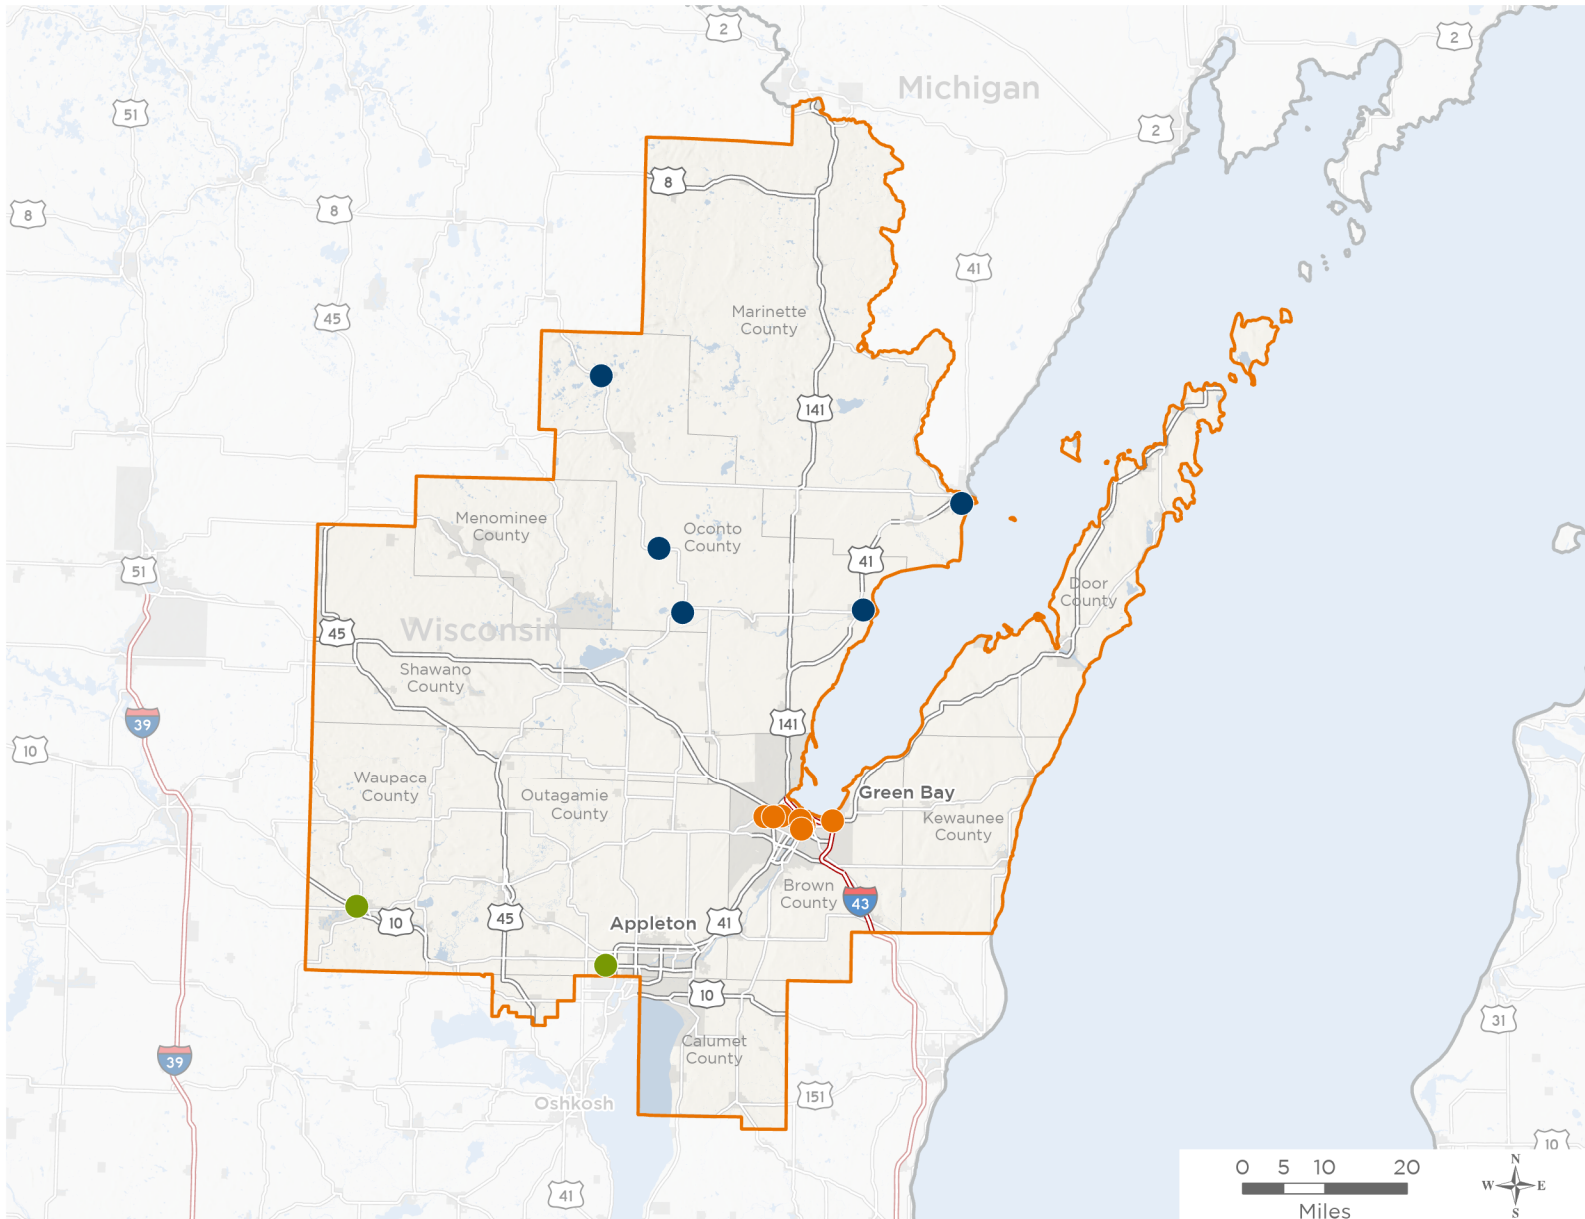 2
2
Michigan
51
2
8
8
8
41
45
Marinette
County
141
Menominee
County
Oconto
County
41
51
Door
County
Wisconsin
45
Shawano
County
39
141
10
Waupaca
County
Outagamie
County
Green Bay
Kewaunee
County
Brown
County
43
10
45
Appleton
41
10
31
Calumet
County
39
151
Oshkosh
10
41
0 5 10 20
Miles
N
W E
S